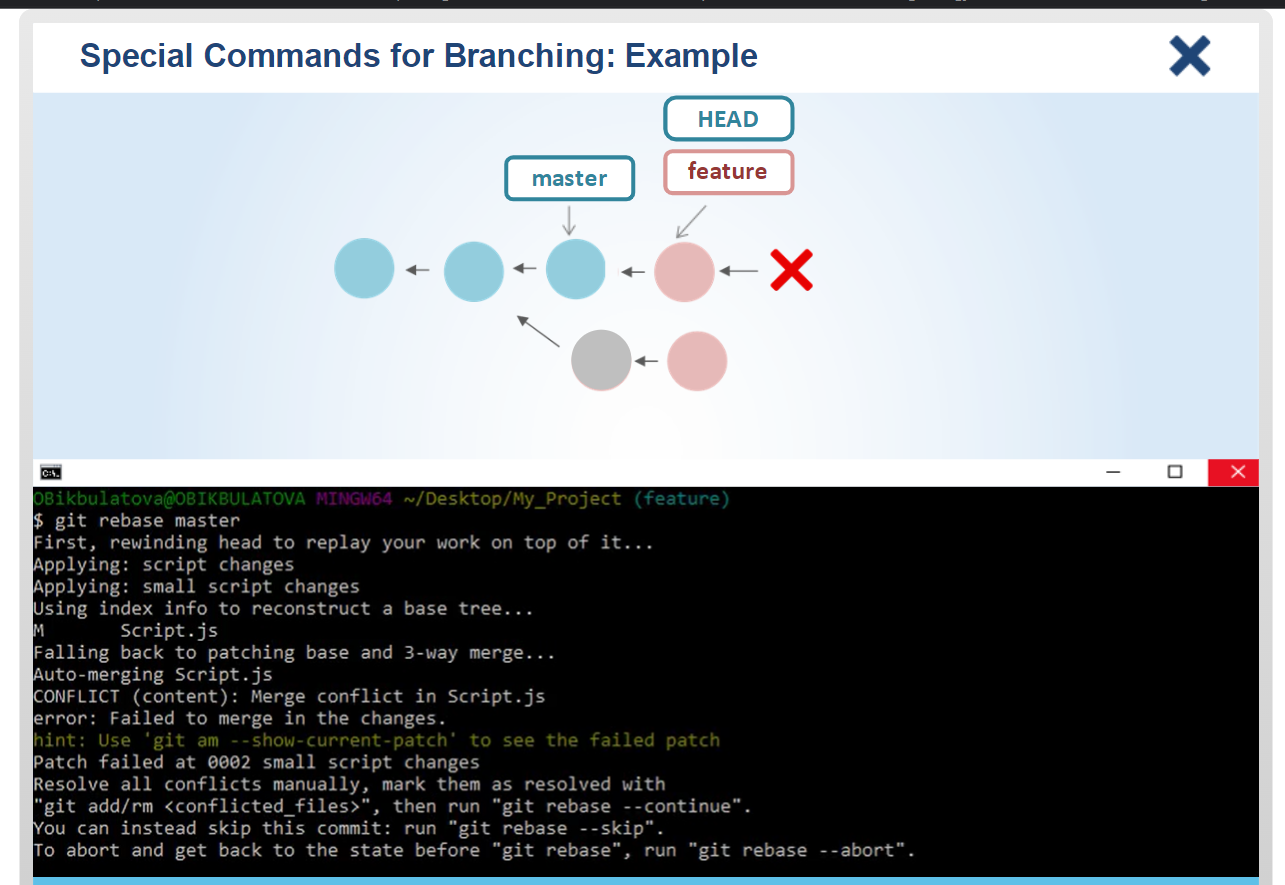 Special Commands for Branching: Example
HEAD
master
feature
OBikbulatova@OBIKBULATOVA MINGW64 ~/Desktop/My_Project (feature)
$ git rebase master
First, rewinding head to replay your work on top of it...
Applying: script changes
Applying: small script changes
Using index info to reconstruct a base tree...
M       Script.js
Falling back to patching base and 3-way merge...
Auto-merging Script.js
CONFLICT (content): Merge conflict in Script.js
error: Failed to merge in the changes.
hint: Use 'git am --show-current-patch' to see the failed patch
Patch failed at 0002 small script changes
Resolve all conflicts manually, mark them as resolved with
"git add/rm <conflicted_files>", then run "git rebase --continue".
You can instead skip this commit: run "git rebase --skip".
To abort and get back to the state before "git rebase", run "git rebase --abort".